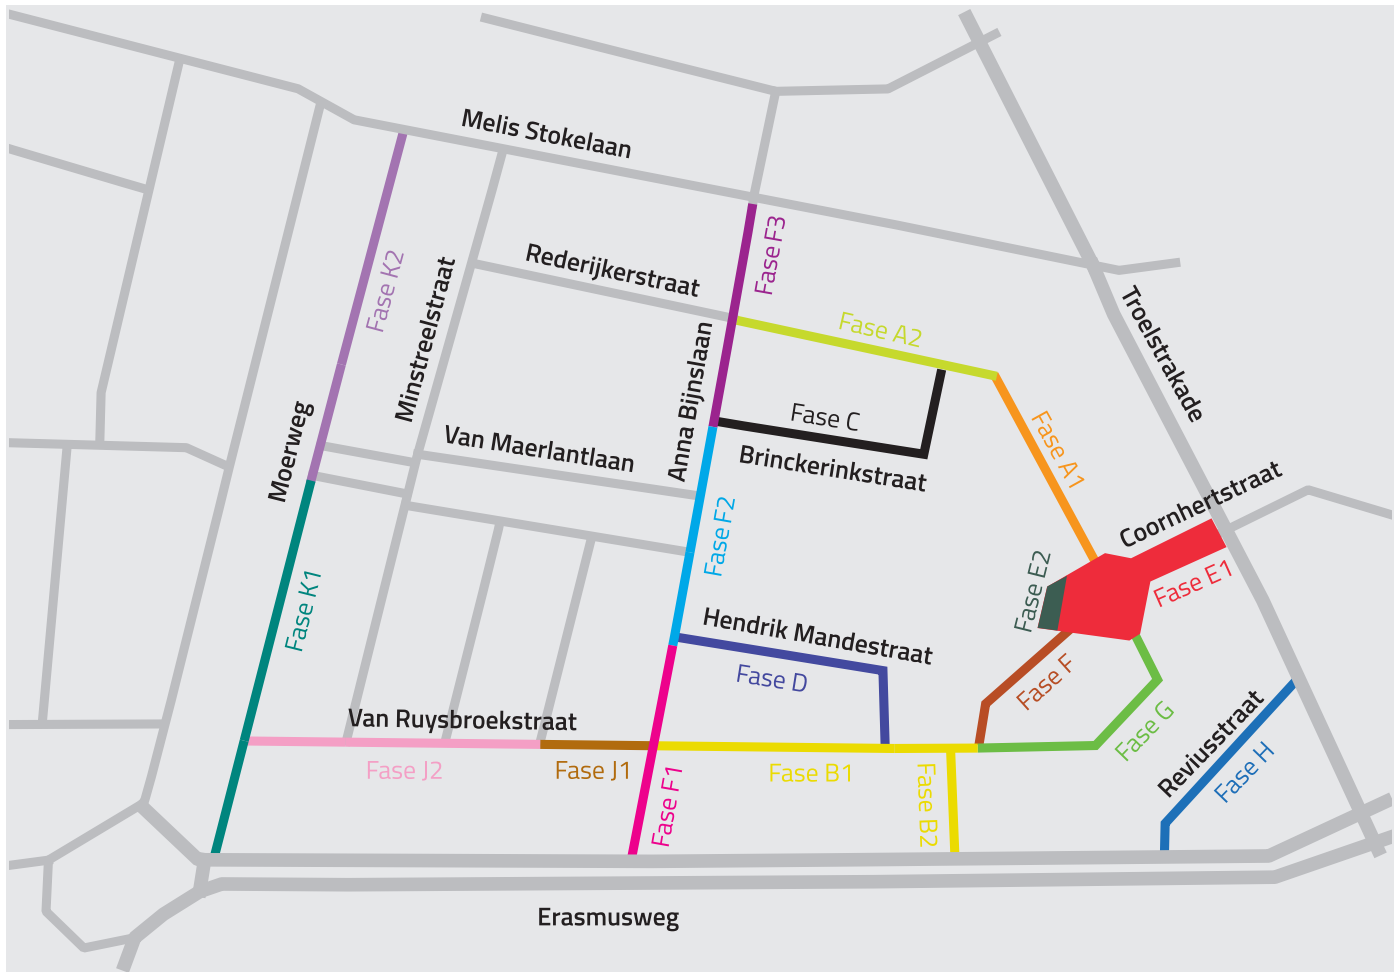 Melis Stokelaan
Fase K2
Minstreelstraat
Rederijkerstraat
Fase F3
Fase A2
Troelstrakade
Anna Bijnslaan
Fase C
Brinckerinkstraat
Fase A1
Moerweg
Van Maerlantlaan
Coornhertstraat
Fase F2
Fase E2
Fase E1
Fase K1
Hendrik Mandestraat
Fase D
Fase F
Fase G
Reviusstraat
Fase H
Van Ruysbroekstraat
Fase J2
Fase J1
Fase F1
Fase B1
Fase B2
Erasmusweg